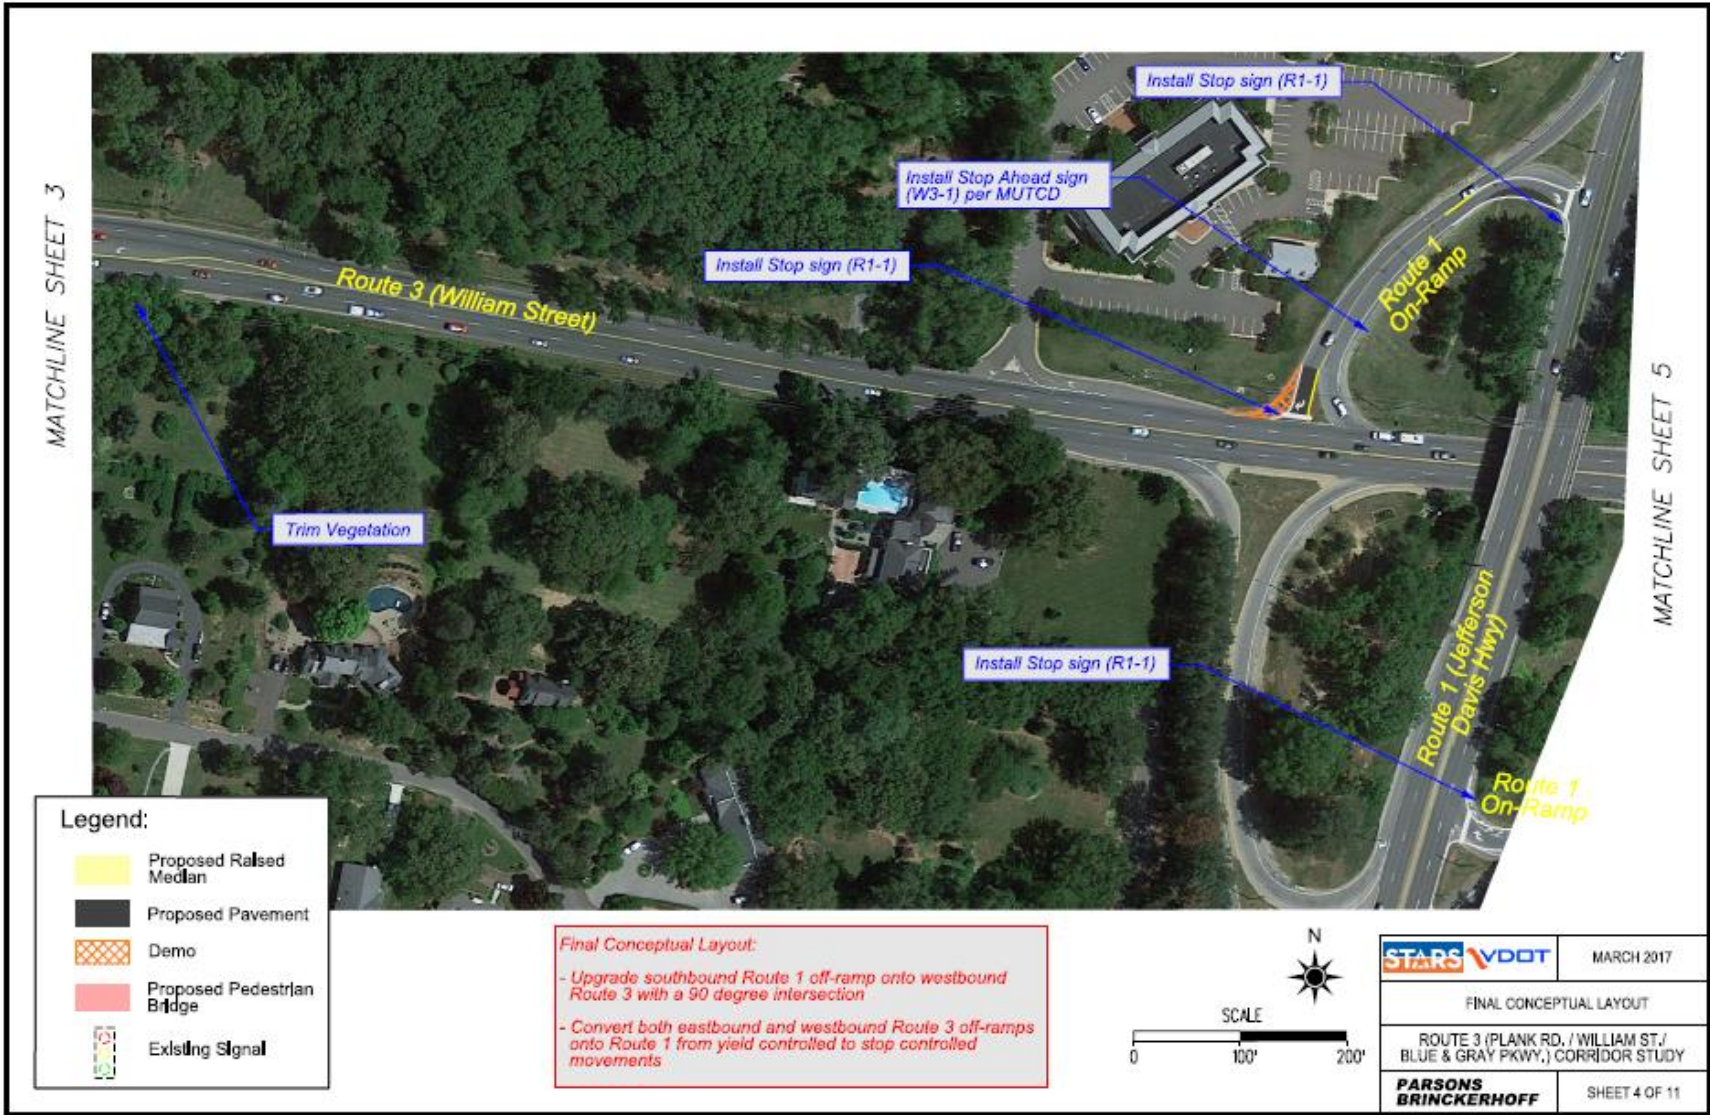 Install Stop sign (R1-1)
Install Stop Ahead sign
(W3-1) per MUTCD
Install Stop sign (R1-1)
MATCHLINE SHEET 3
Route 3 (William Street)
Route 1
On-Ramp
MATCHLINE SHEET 5
Trim Vegetation
Install Stop sign (R1-1)
Route 1 (Jefferson
Davis Hwy)
Route 1
On-Ramp
Legend:
Proposed Raised
Median
Proposed Pavement
Demo
Proposed Pedestrian
Bridge
Existing Signal
Final Conceptual Layout:
- Upgrade southbound Route 1 off-ramp onto westbound
Route 3 with a 90 degree intersection
- Convert both eastbound and westbound Route 3 off-ramps
onto Route 1 from yield controlled to stop controlled
movements
N
SCALE
0 100' 200'
STARS VDOT
MARCH 2017
FINAL CONCEPTUAL LAYOUT
ROUTE 3 (PLANK RD. / WILLIAM ST./
BLUE & GRAY PKWY.) CORRIDOR STUDY
PARSONS
BRINCKERHOFF
SHEET 4 OF 11